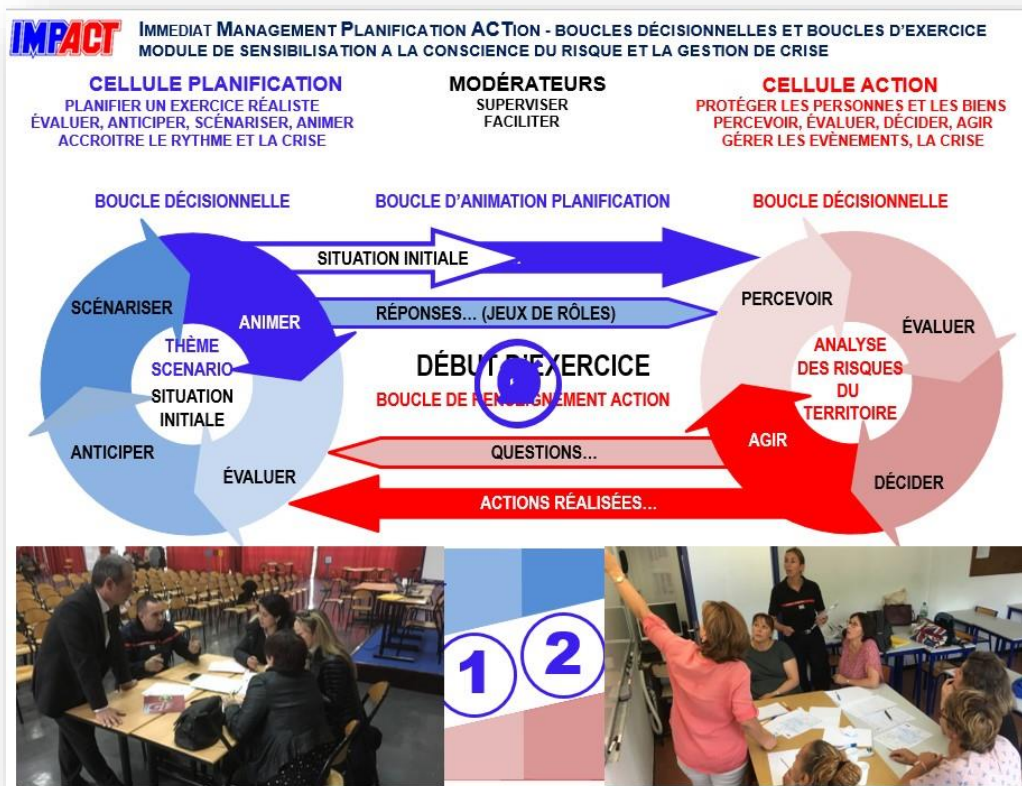 IMPACT
IMMEDIAT MANAGEMENT PLANIFICATION ACTION - BOUCLES DÉCISIONNELLES ET BOUCLES D'EXERCICE
MODULE DE SENSIBILISATION A LA CONSCIENCE DU RISQUE ET LA GESTION DE CRISE
CELLULE PLANIFICATION
PLANIFIER UN EXERCICE RÉALISTE
ÉVALUER, ANTICIPER, SCÉNARISER, ANIMER
ACCROITRE LE RYTHME ET LA CRISE
MODÉRATEURS
SUPERVISER
FACILITER
CELLULE ACTION
PROTÉGER LES PERSONNES ET LES BIENS
PERCEVOIR, ÉVALUER, DÉCIDER, AGIR
GÉRER LES EVÈNEMENTS, LA CRISE
BOUCLE DÉCISIONNELLE
BOUCLE D'ANIMATION PLANIFICATION
BOUCLE DÉCISIONNELLE
SITUATION INITIALE
SCÉNARISER
ANIMER
THÈME
SCENARIO
SITUATION
INITIALE
ANTICIPER
ÉVALUER
RÉPONSES... (JEUX DE RÔLES)
DÉBUT D'EXERCICE
BOUCLE DE RENSEIGNEMENT ACTION
QUESTIONS...
ACTIONS RÉALISÉES...
PERCEVOIR
ÉVALUER
ANALYSE
DES RISQUES
DU
TERRITOIRE
AGIR
DÉCIDER
1
2